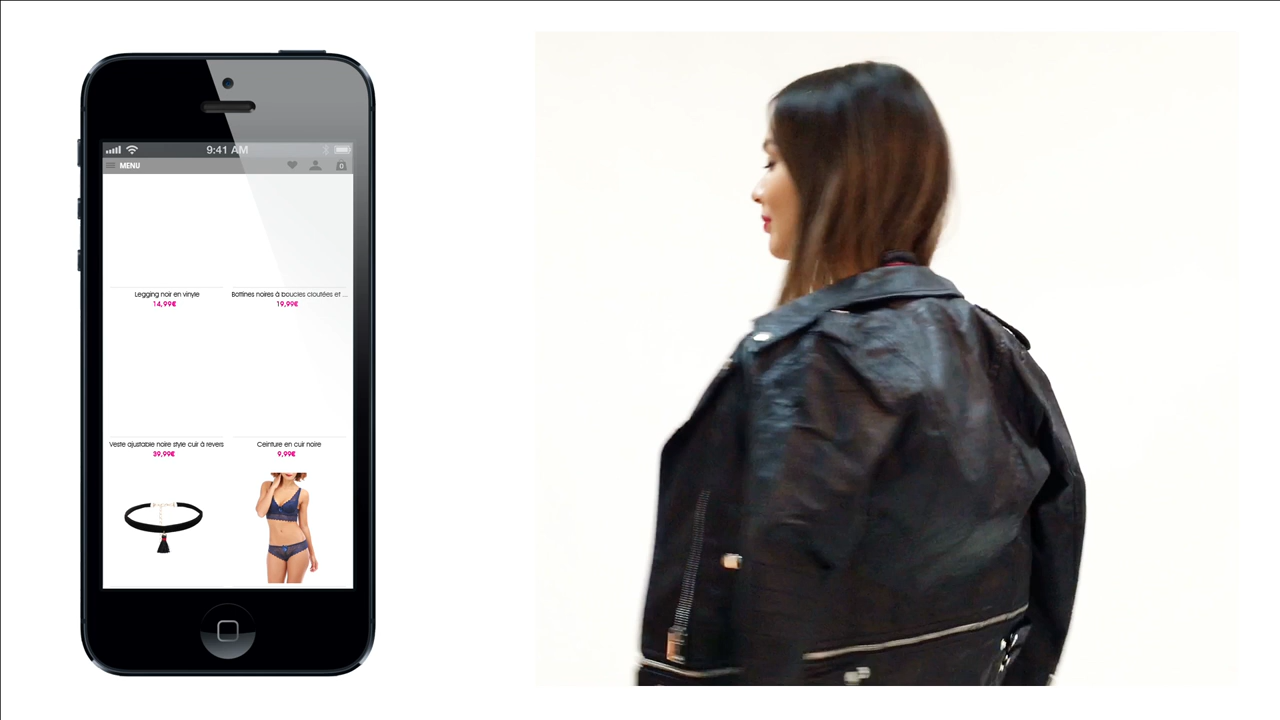 9:41 AM
MENU
0
Legging noir en vinyle
14,99€
Bottines noires à boucles cloutées et ...
19,99€
Veste ajustable noire style cuir à revers
39,99€
Ceinture en cuir noire
9,99€